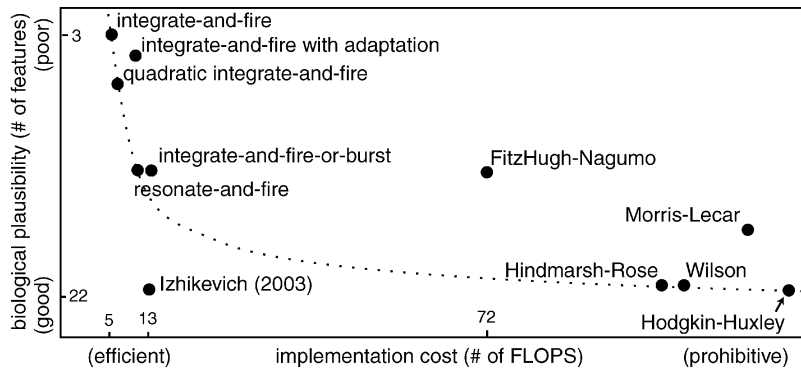 integrate-and-fire
3
integrate-and-fire with adaptation
quadratic integrate-and-fire
integrate-and-fire-or-burst
resonate-and-fire
FitzHugh-Nagumo
Morris-Lecar
Hindmarsh-Rose
Wilson
Izhikevich (2003)
Hodgkin-Huxley
22
biological plausibility (# of features)
(good)
(poor)
5
13
72
(efficient)
implementation cost (# of FLOPS)
(prohibitive)